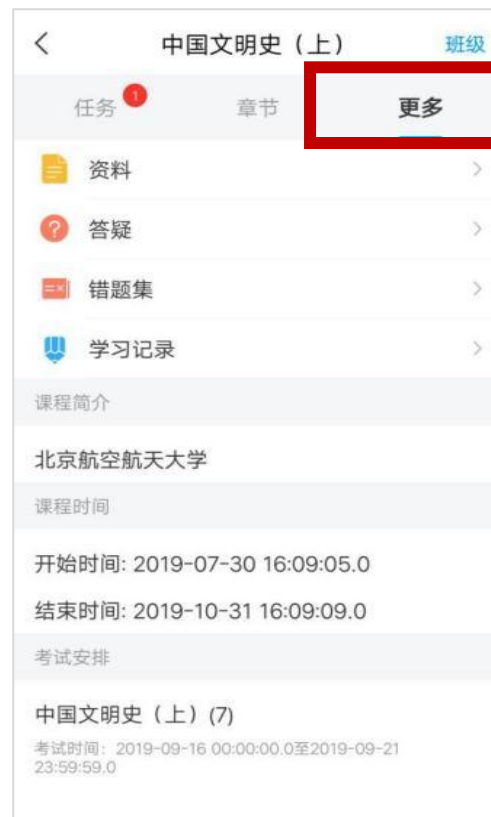 中国文明史（上） 班级
任务 1 章节 更多
资料
答疑
错题集
学习记录
课程简介
北京航空航天大学
课程时间
开始时间: 2019-07-30 16:09:05.0
结束时间: 2019-10-31 16:09:09.0
考试安排
中国文明史（上）(7)
考试时间：2019-09-16 00:00:00.0至2019-09-21
23:59:59.0